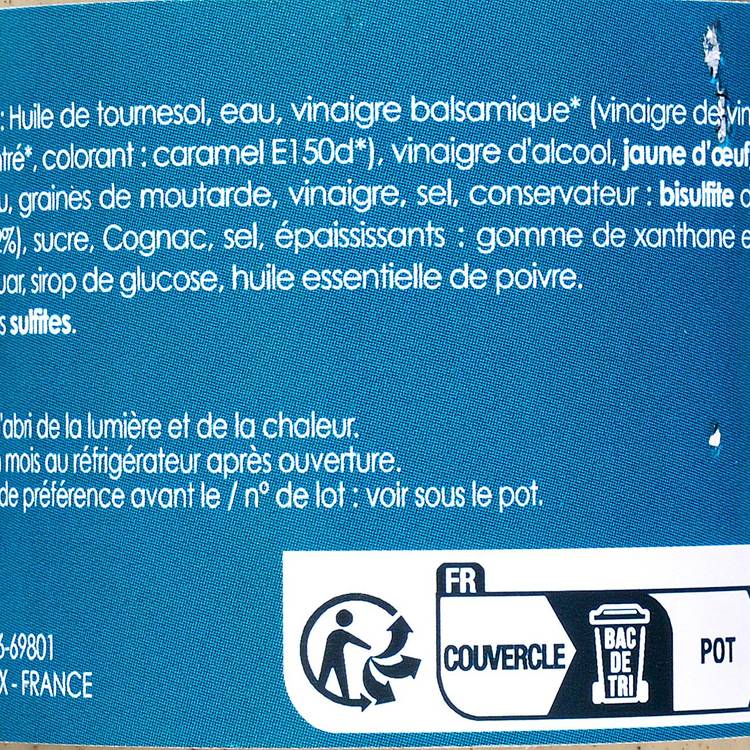 : Huile de tournesol, eau, vinaigre balsamique* (vinaigre de vin
ntré*, colorant : caramel E150d*), vinaigre d'alcool, jaune d'œuf
u, graines de moutarde, vinaigre, sel, conservateur : bisulfite
2%), sucre, Cognac, sel, épaississants : gomme de xanthane e
uar, sirop de glucose, huile essentielle de poivre.
s sulfites.
l'abri de la lumière et de la chaleur.
mois au réfrigérateur après ouverture.
de préférence avant le / n° de lot : voir sous le pot.
FR
COUVERCLE
BAC
DE
TRI
POT
6-69801
X - FRANCE